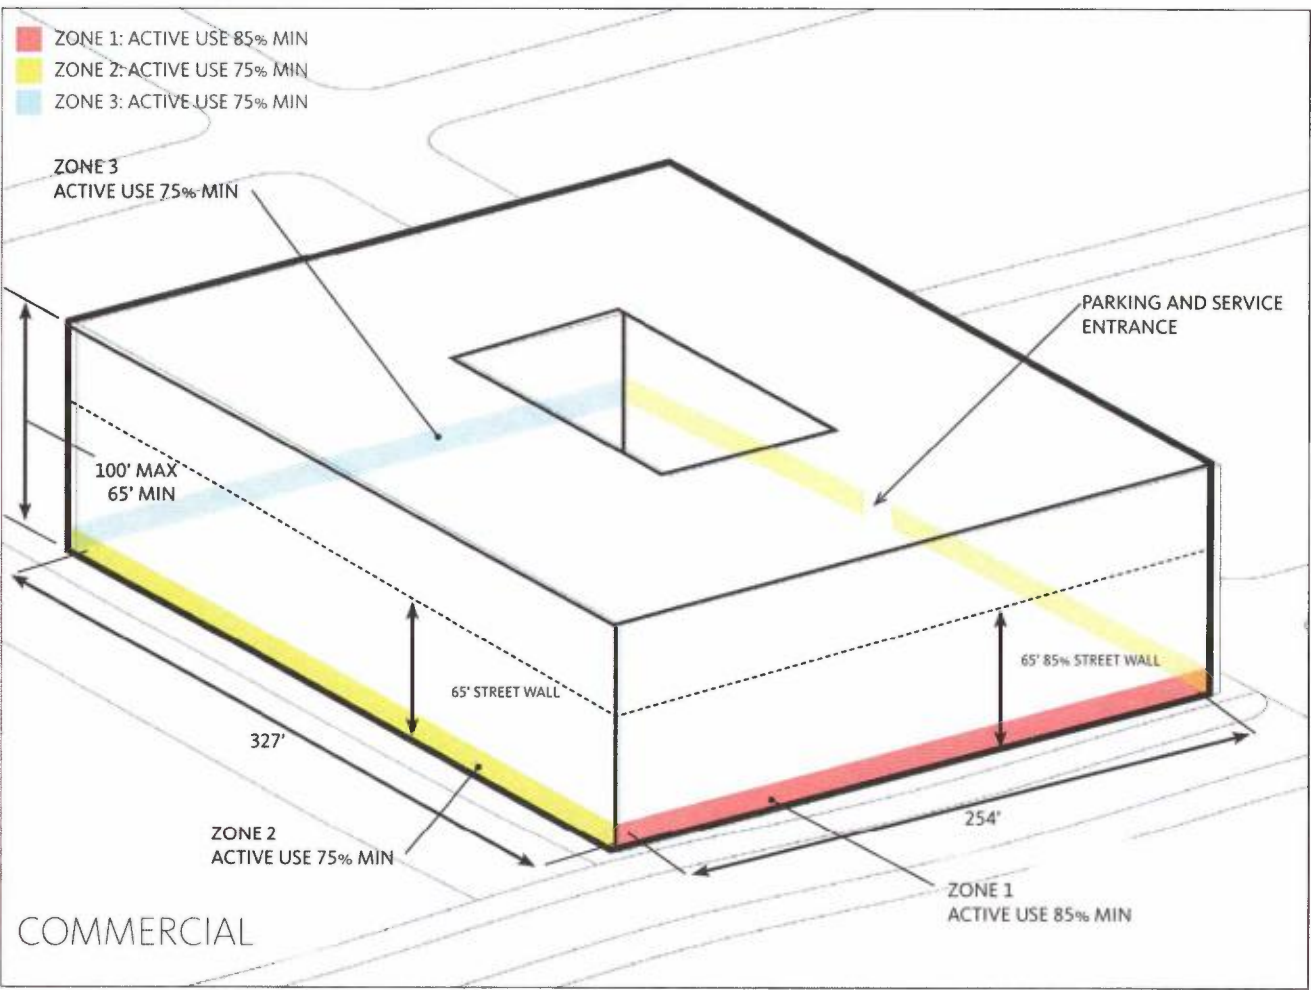 ZONE 1: ACTIVE USE 85% MIN
ZONE 2: ACTIVE USE 75% MIN
ZONE 3: ACTIVE USE 75% MIN
ZONE 3
ACTIVE USE 75% MIN
PARKING AND SERVICE
ENTRANCE
100' MAX
65' MIN
65' 85% STREET WALL
65' STREET WALL
327'
254'
ZONE 2
ACTIVE USE 75% MIN
ZONE 1
ACTIVE USE 85% MIN
COMMERCIAL